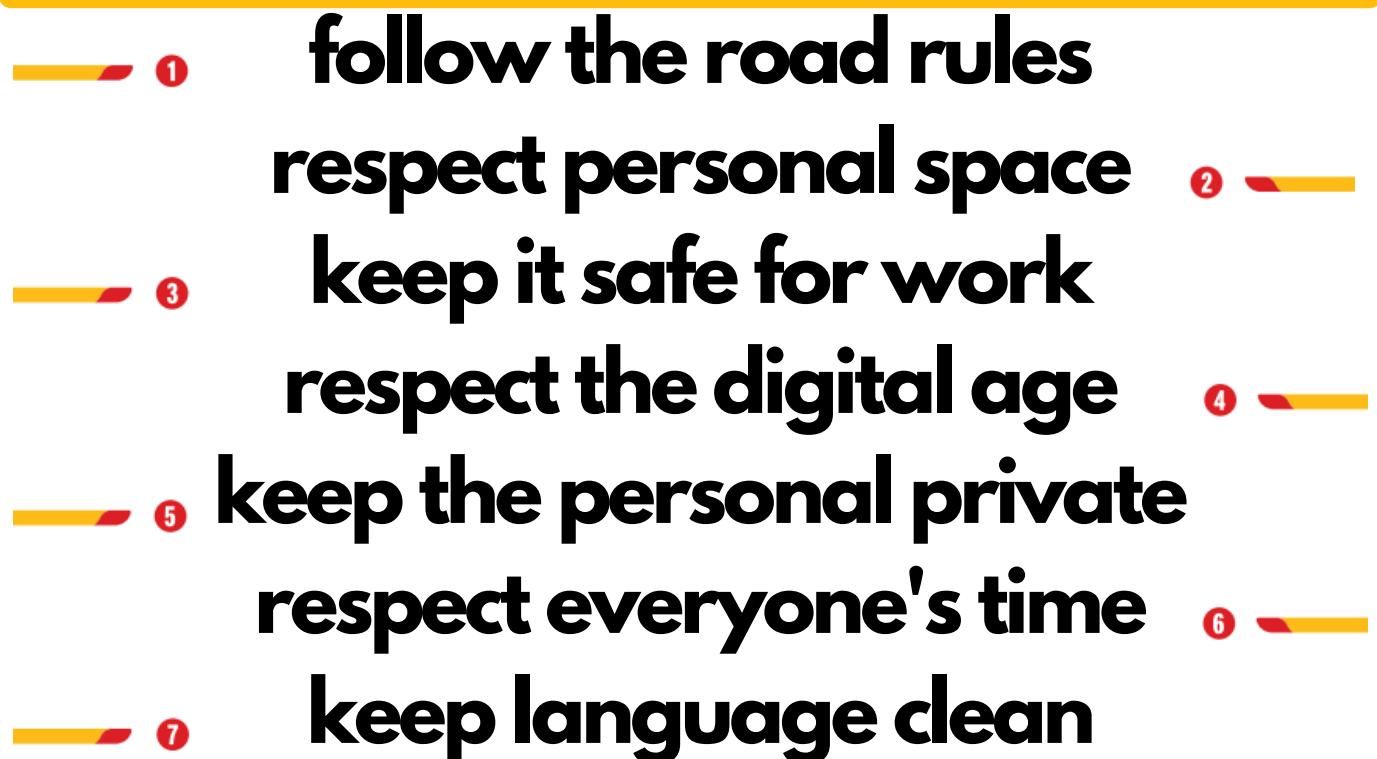 1 follow the road rules
respect personal space 2
3 keep it safe for work
respect the digital age 4
5 keep the personal private
respect everyone's time 6
7 keep language clean